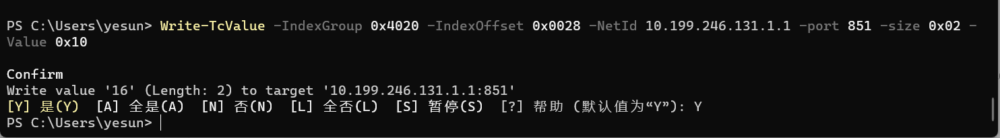 PS C:\Users\yesun> Write-TcValue -IndexGroup 0x4020 -IndexOffset 0x0028 -NetId 10.199.246.131.1.1 -port 851 -size 0x02 -
Value 0x10
Confirm
Write value '16' (Length: 2) to target '10.199.246.131.1.1:851'
[Y] 是(Y)  [A] 全是(A)  [N] 否(N)  [L] 全否(L)  [S] 暂停(S)  [?] 帮助 (默认值为“Y”): Y
PS C:\Users\yesun>